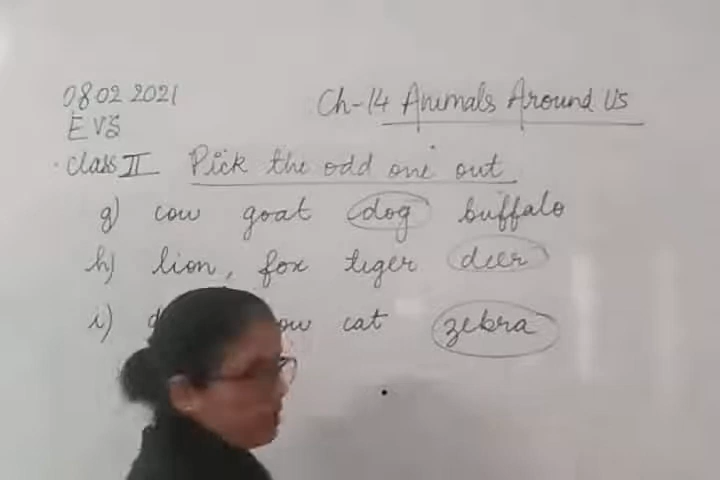 08.02 2021
Ch-14 Animals Around Us
EVS
Class II Pick the odd one out
g) cow goat dog buffalo
h) lion, fox tiger deer
i) cat zebra